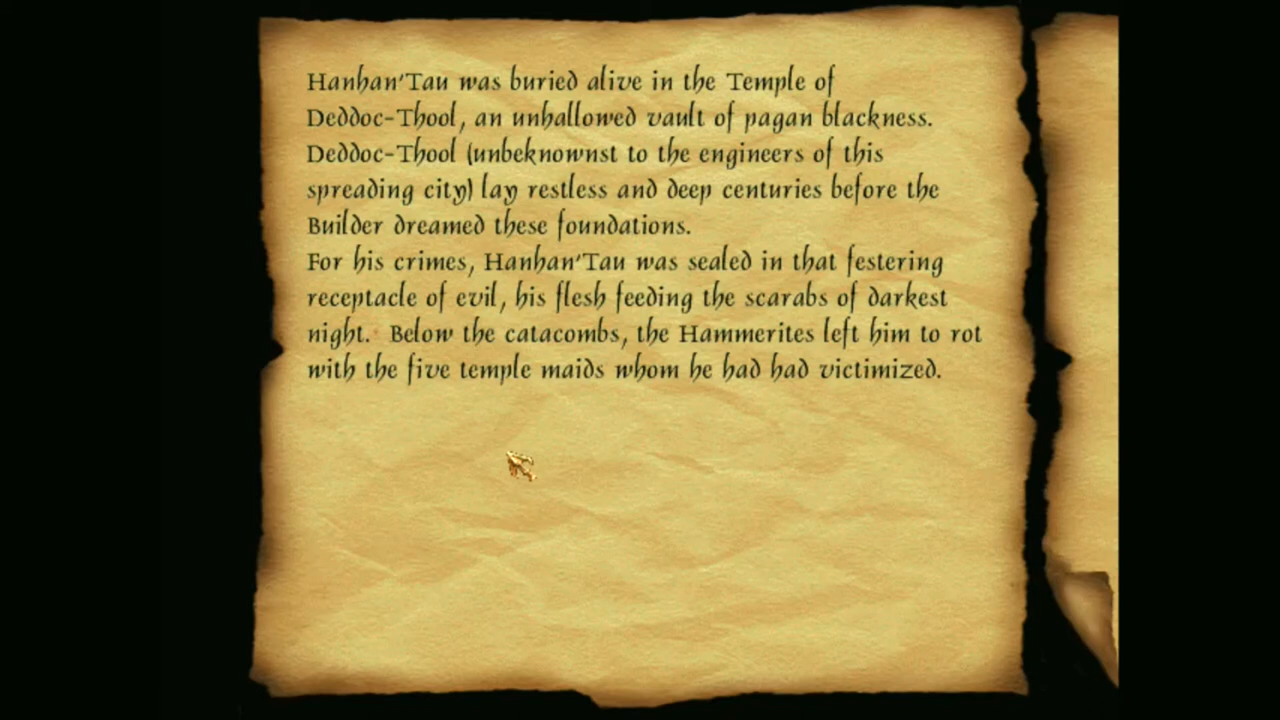 Hanhan'Tau was buried alive in the Temple of
Deddoc-Thool, an unhallowed vault of pagan blackness.
Deddoc-Thool (unbeknownst to the engineers of this
spreading city) lay restless and deep centuries before the
Builder dreamed these foundations.
For his crimes, Hanhan'Tau was sealed in that festering
receptacle of evil, his flesh feeding the scarabs of darkest
night. Below the catacombs, the Hammerites left him to rot
with the five temple maids whom he had had victimized.